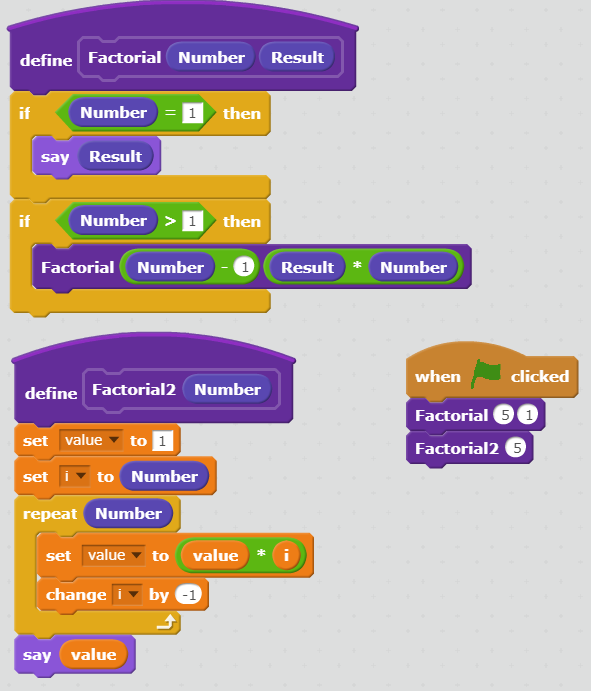 define Factorial Number Result
if Number = 1 then
say Result
if Number > 1 then
Factorial Number - 1 Result * Number
define Factorial2 Number
set value to 1
set i to Number
repeat Number
set value to value * i
change i by -1
say value
when clicked
Factorial 5 1
Factorial2 5